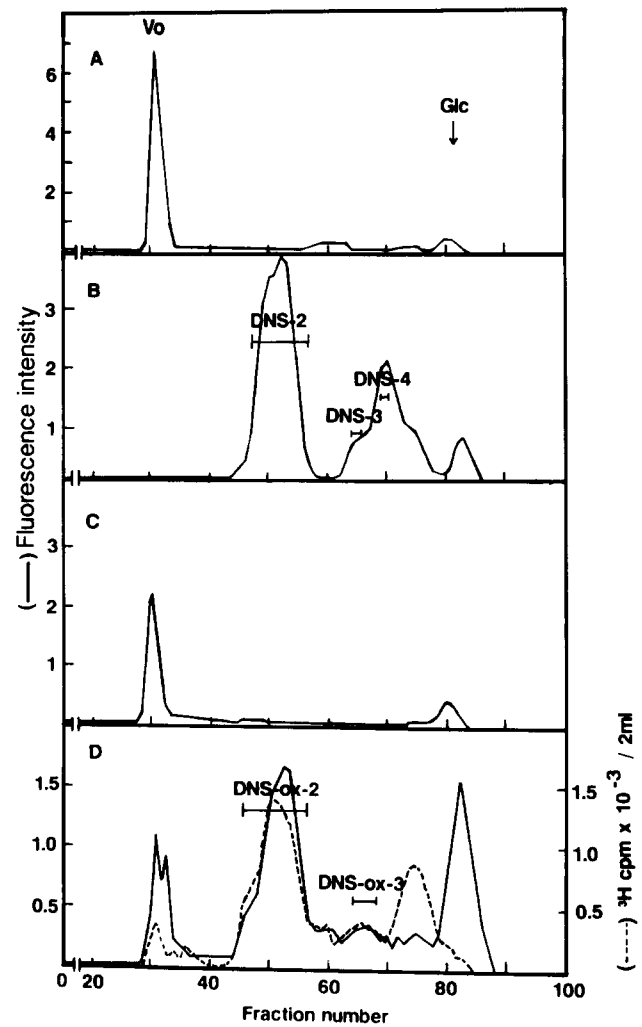 Vo
A
Glc
6
4
2
B
DNS-2
DNS-4
DNS-3
3
2
1
C
3
2
1
D
DNS-ox-2
DNS-ox-3
1.5
1.0
0.5
1.5
1.0
0.5
(—) Fluorescence intensity
(----) ³H cpm x 10⁻³ / 2ml
0 20 40 60 80 100
Fraction number